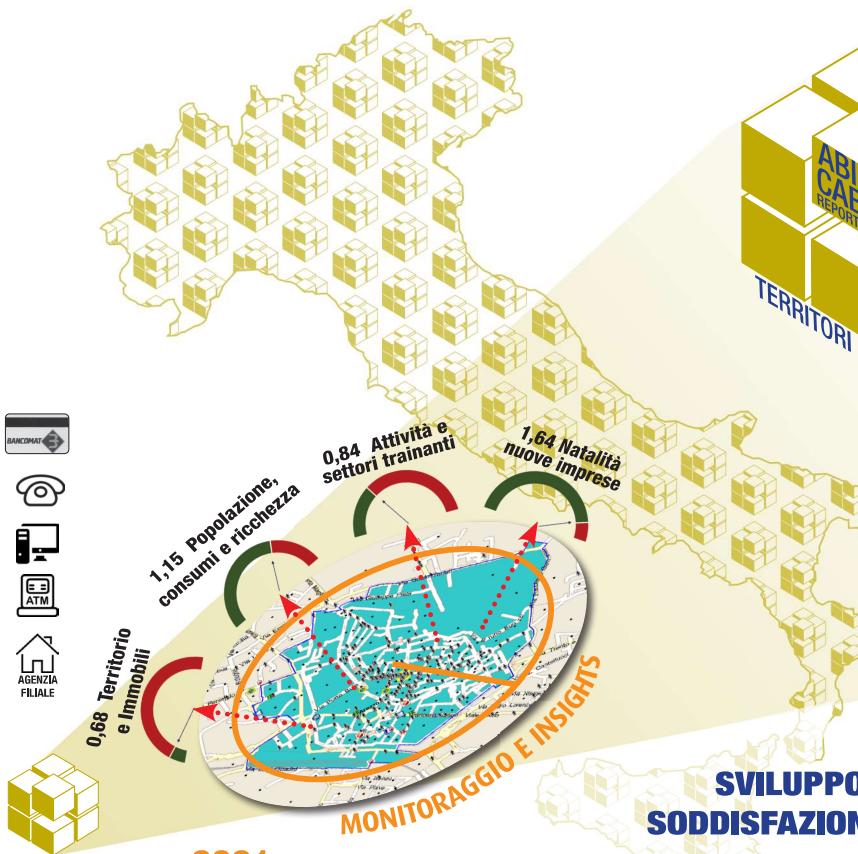 ABI
CAB
REPORT
TERRITORI
BANCOMAT
ATM
AGENZIA
FILIALE
0,68 Territorio
e Immobili
1,15 Popolazione,
consumi e ricchezza
0,84 Attività e
settori trainanti
1,64 Natalità
nuove imprese
MONITORAGGIO E INSIGHTS
SVILUPPO
SODDISFAZION